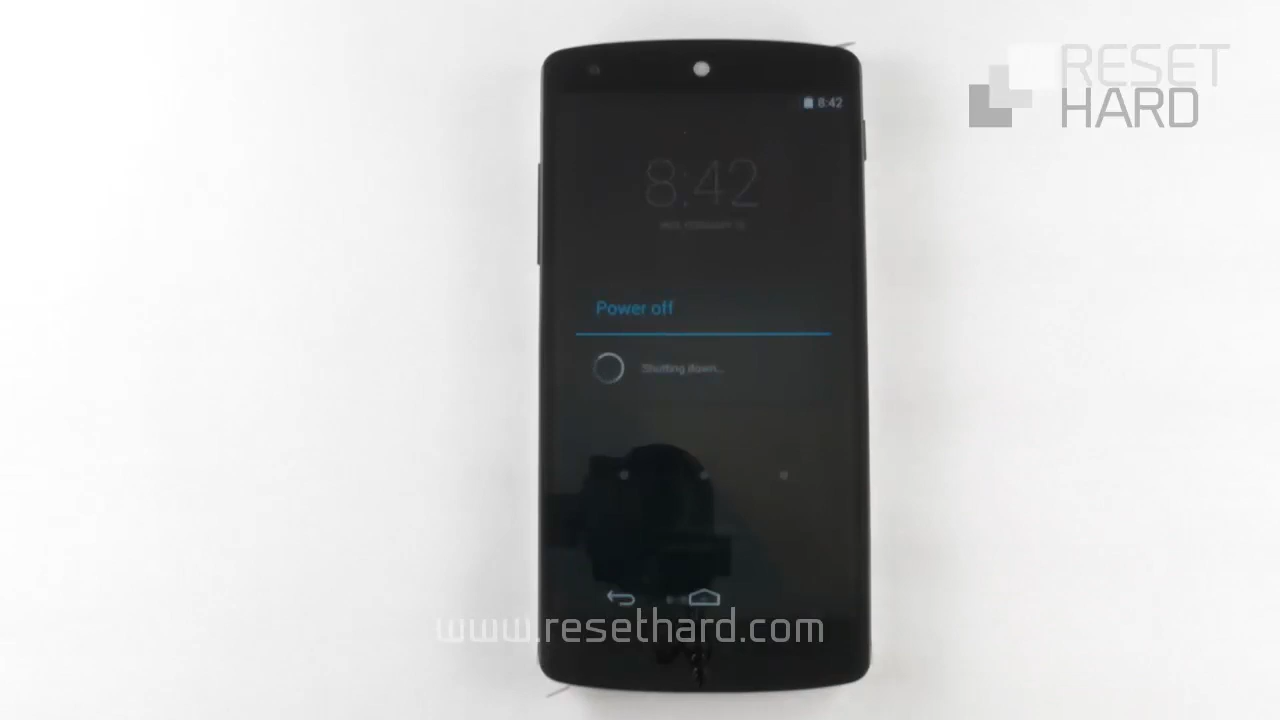 RESET
HARD
8:42
8:42
Power off
Shutting down...
www.resethard.com